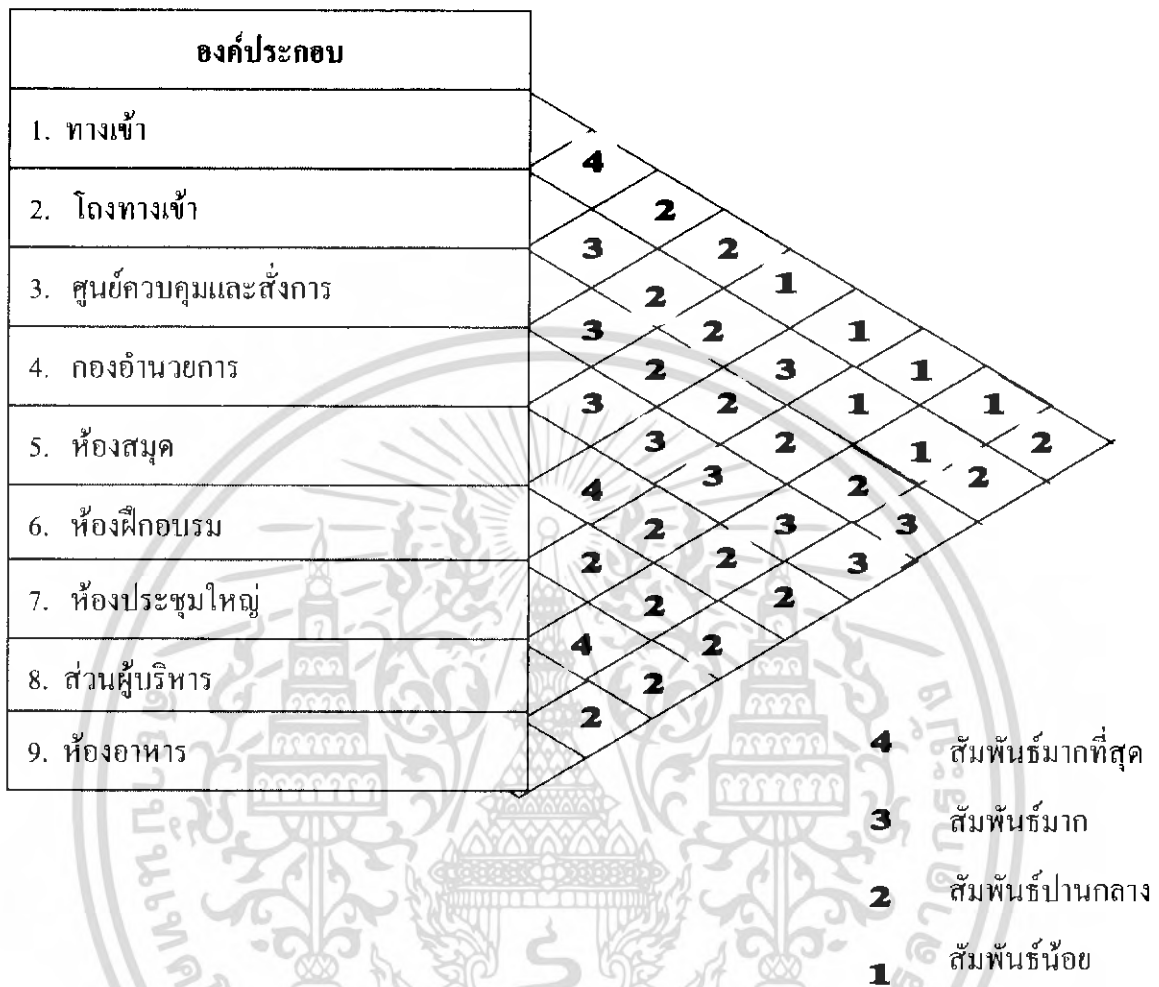 องค์ประกอบ
1. ทางเข้า
4
2. โถงทางเข้า 2
3 2
3. ศูนย์ควบคุมและสั่งการ 2 1
3 2 1
4. กองอำนวยการ 2 3 1
3 2 1 1
5. ห้องสมุด 3 2 1 2
4 3 2 2
6. ห้องฝึกอบรม 2 3 3
2 2 3
7. ห้องประชุมใหญ่ 2 2
4 2
8. ส่วนผู้บริหาร 2
2
9. ห้องอาหาร
4 สัมพันธ์มากที่สุด
3 สัมพันธ์มาก
2 สัมพันธ์ปานกลาง
1 สัมพันธ์น้อย